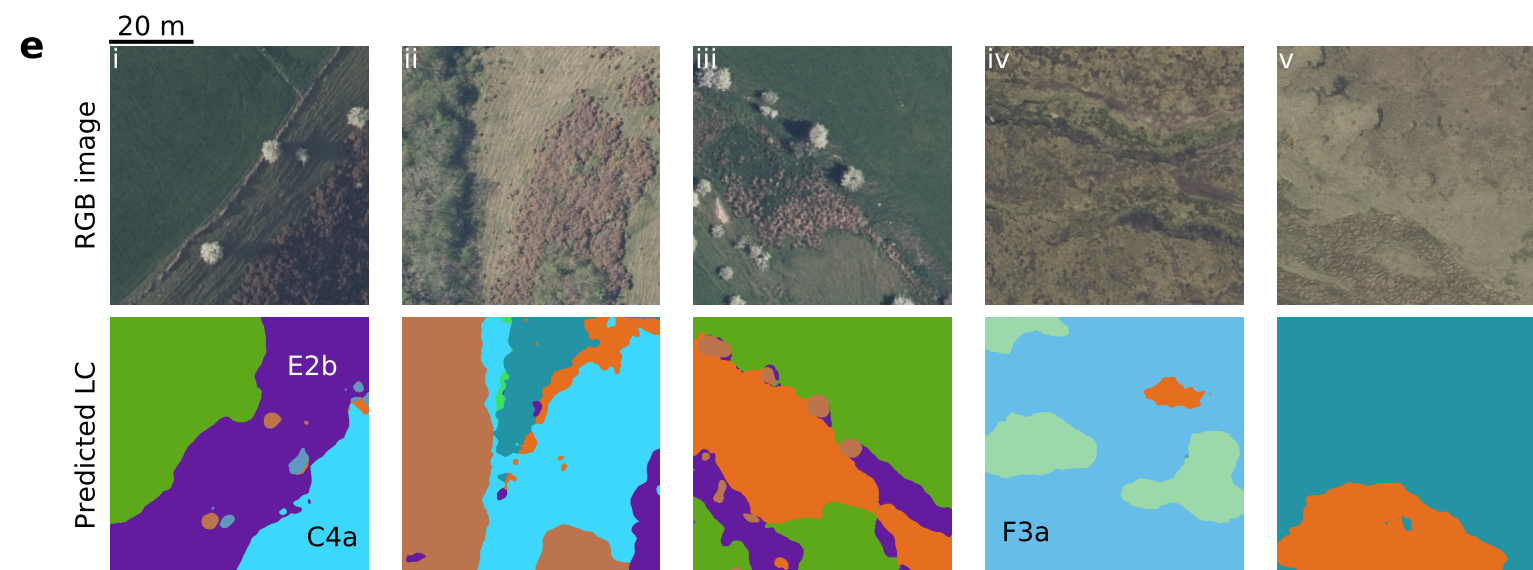 e
20 m
RGB image
i
ii
iii
iv
v
Predicted LC
E2b
C4a
F3a